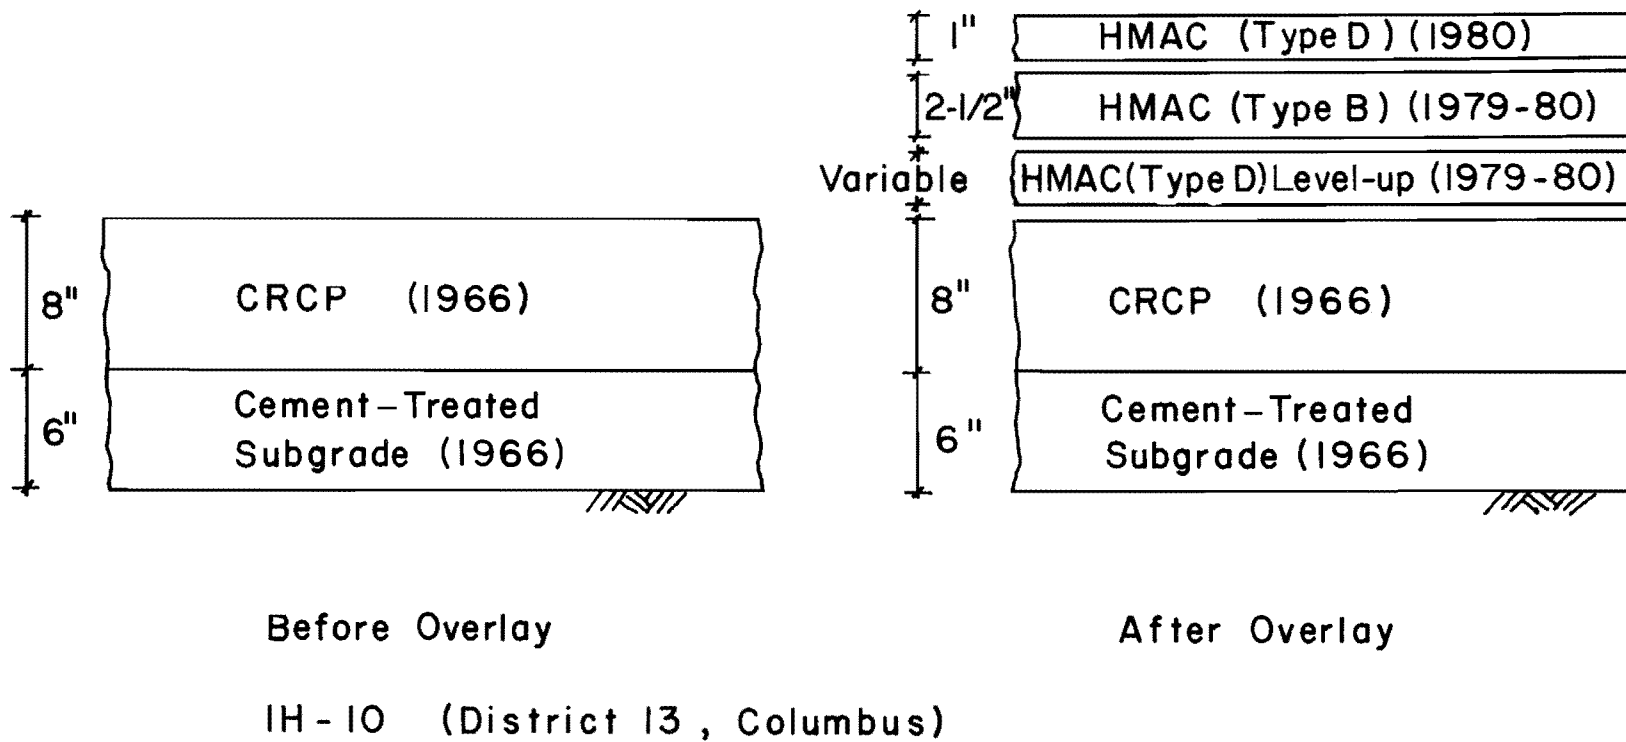 8"
CRCP (1966)
6"
Cement-Treated
Subgrade (1966)
Before Overlay
1"
HMAC (Type D) (1980)
2-1/2"
HMAC (Type B) (1979-80)
Variable
HMAC(Type D) Level-up (1979-80)
8"
CRCP (1966)
6"
Cement-Treated
Subgrade (1966)
After Overlay
IH-10 (District 13, Columbus)